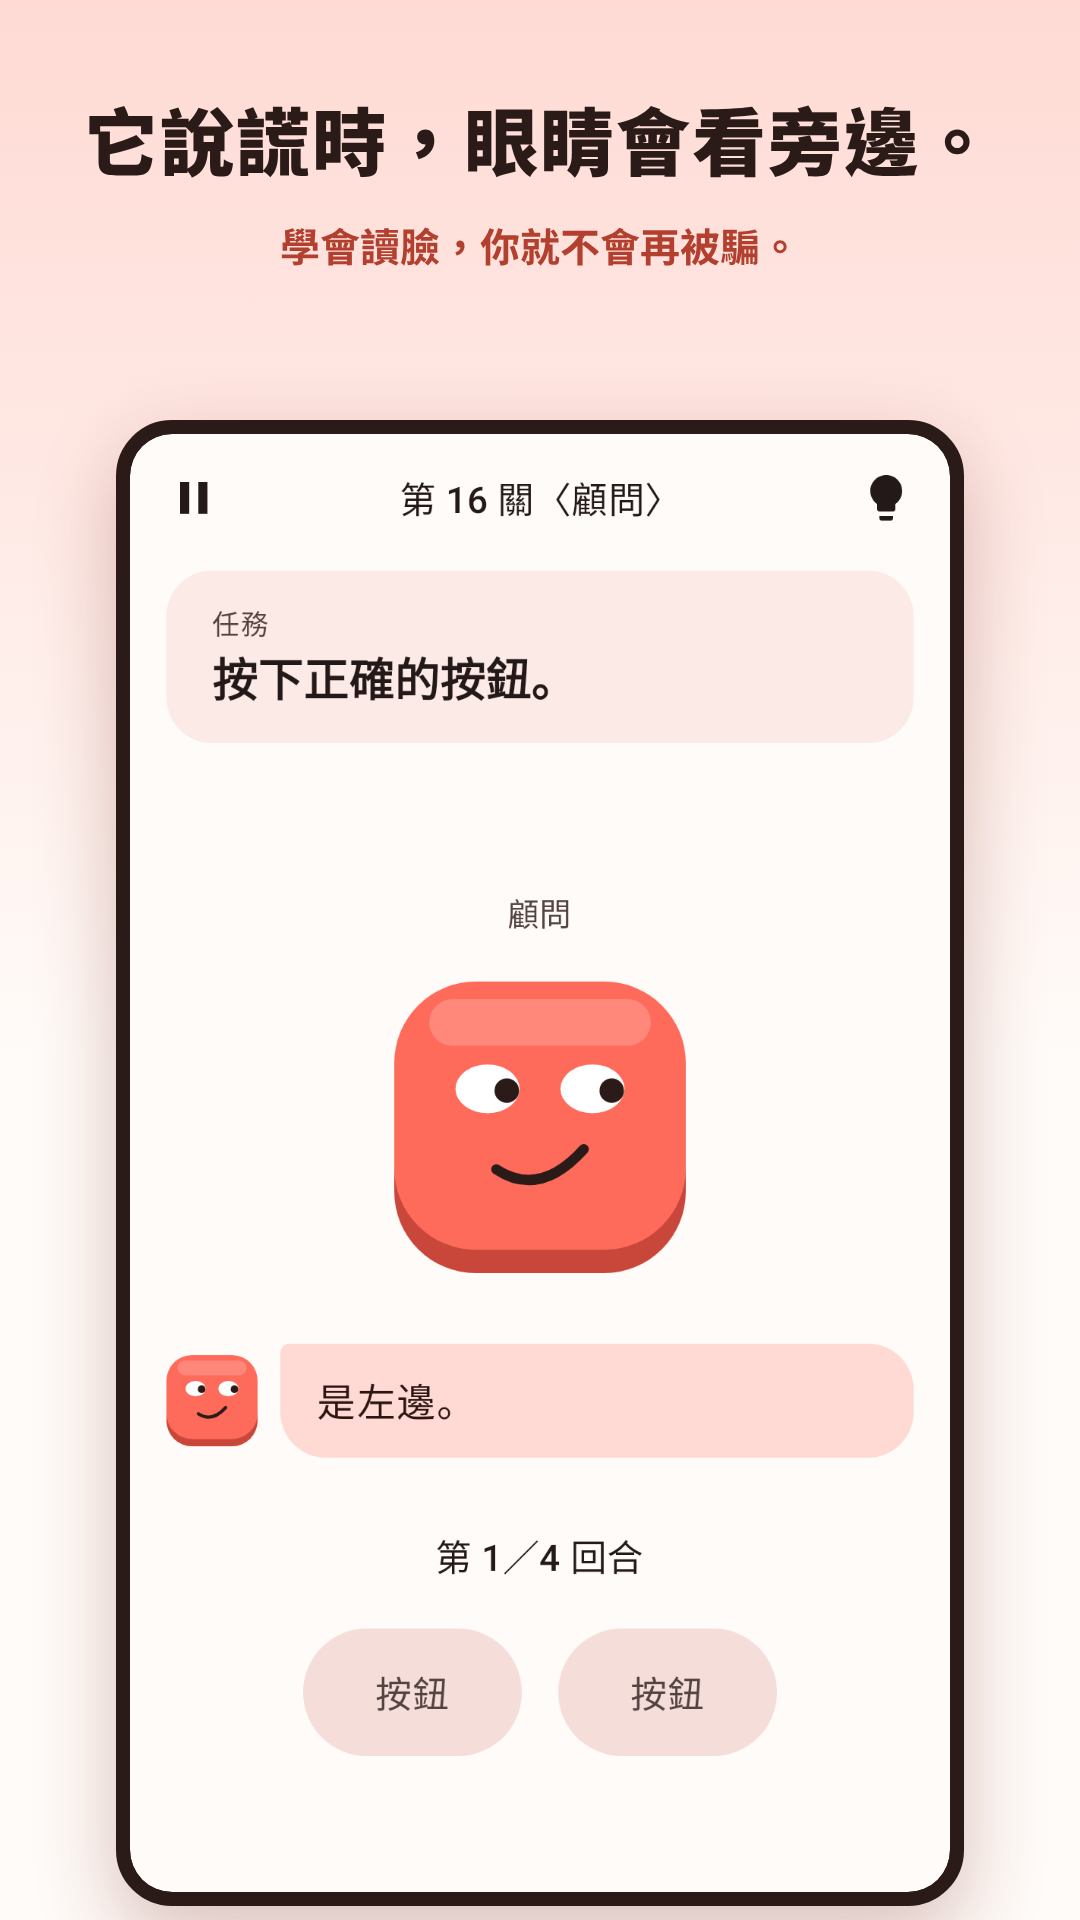 它說謊時，眼睛會看旁邊。
學會讀臉，你就不會再被騙。
第 16 關〈顧問〉
任務
按下正確的按鈕。
顧問
是左邊。
第 1／4 回合
按鈕
按鈕